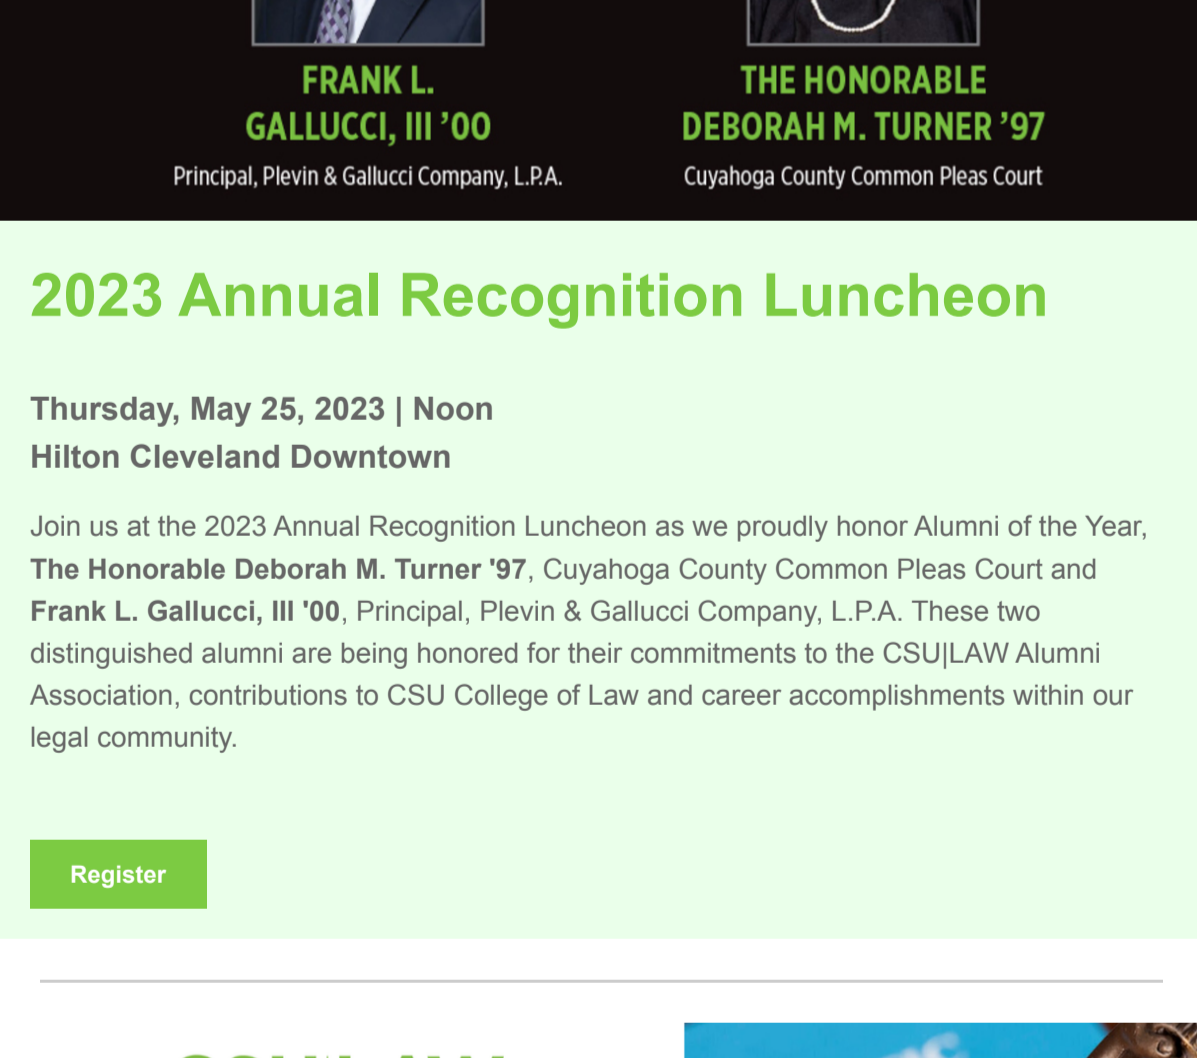 FRANK L.
GALLUCCI, III ’00
Principal, Plevin & Gallucci Company, L.P.A.
THE HONORABLE
DEBORAH M. TURNER ’97
Cuyahoga County Common Pleas Court
2023 Annual Recognition Luncheon
Thursday, May 25, 2023 | Noon
Hilton Cleveland Downtown
Join us at the 2023 Annual Recognition Luncheon as we proudly honor Alumni of the Year,
The Honorable Deborah M. Turner '97, Cuyahoga County Common Pleas Court and
Frank L. Gallucci, III '00, Principal, Plevin & Gallucci Company, L.P.A. These two
distinguished alumni are being honored for their commitments to the CSU|LAW Alumni
Association, contributions to CSU College of Law and career accomplishments within our
legal community.
Register